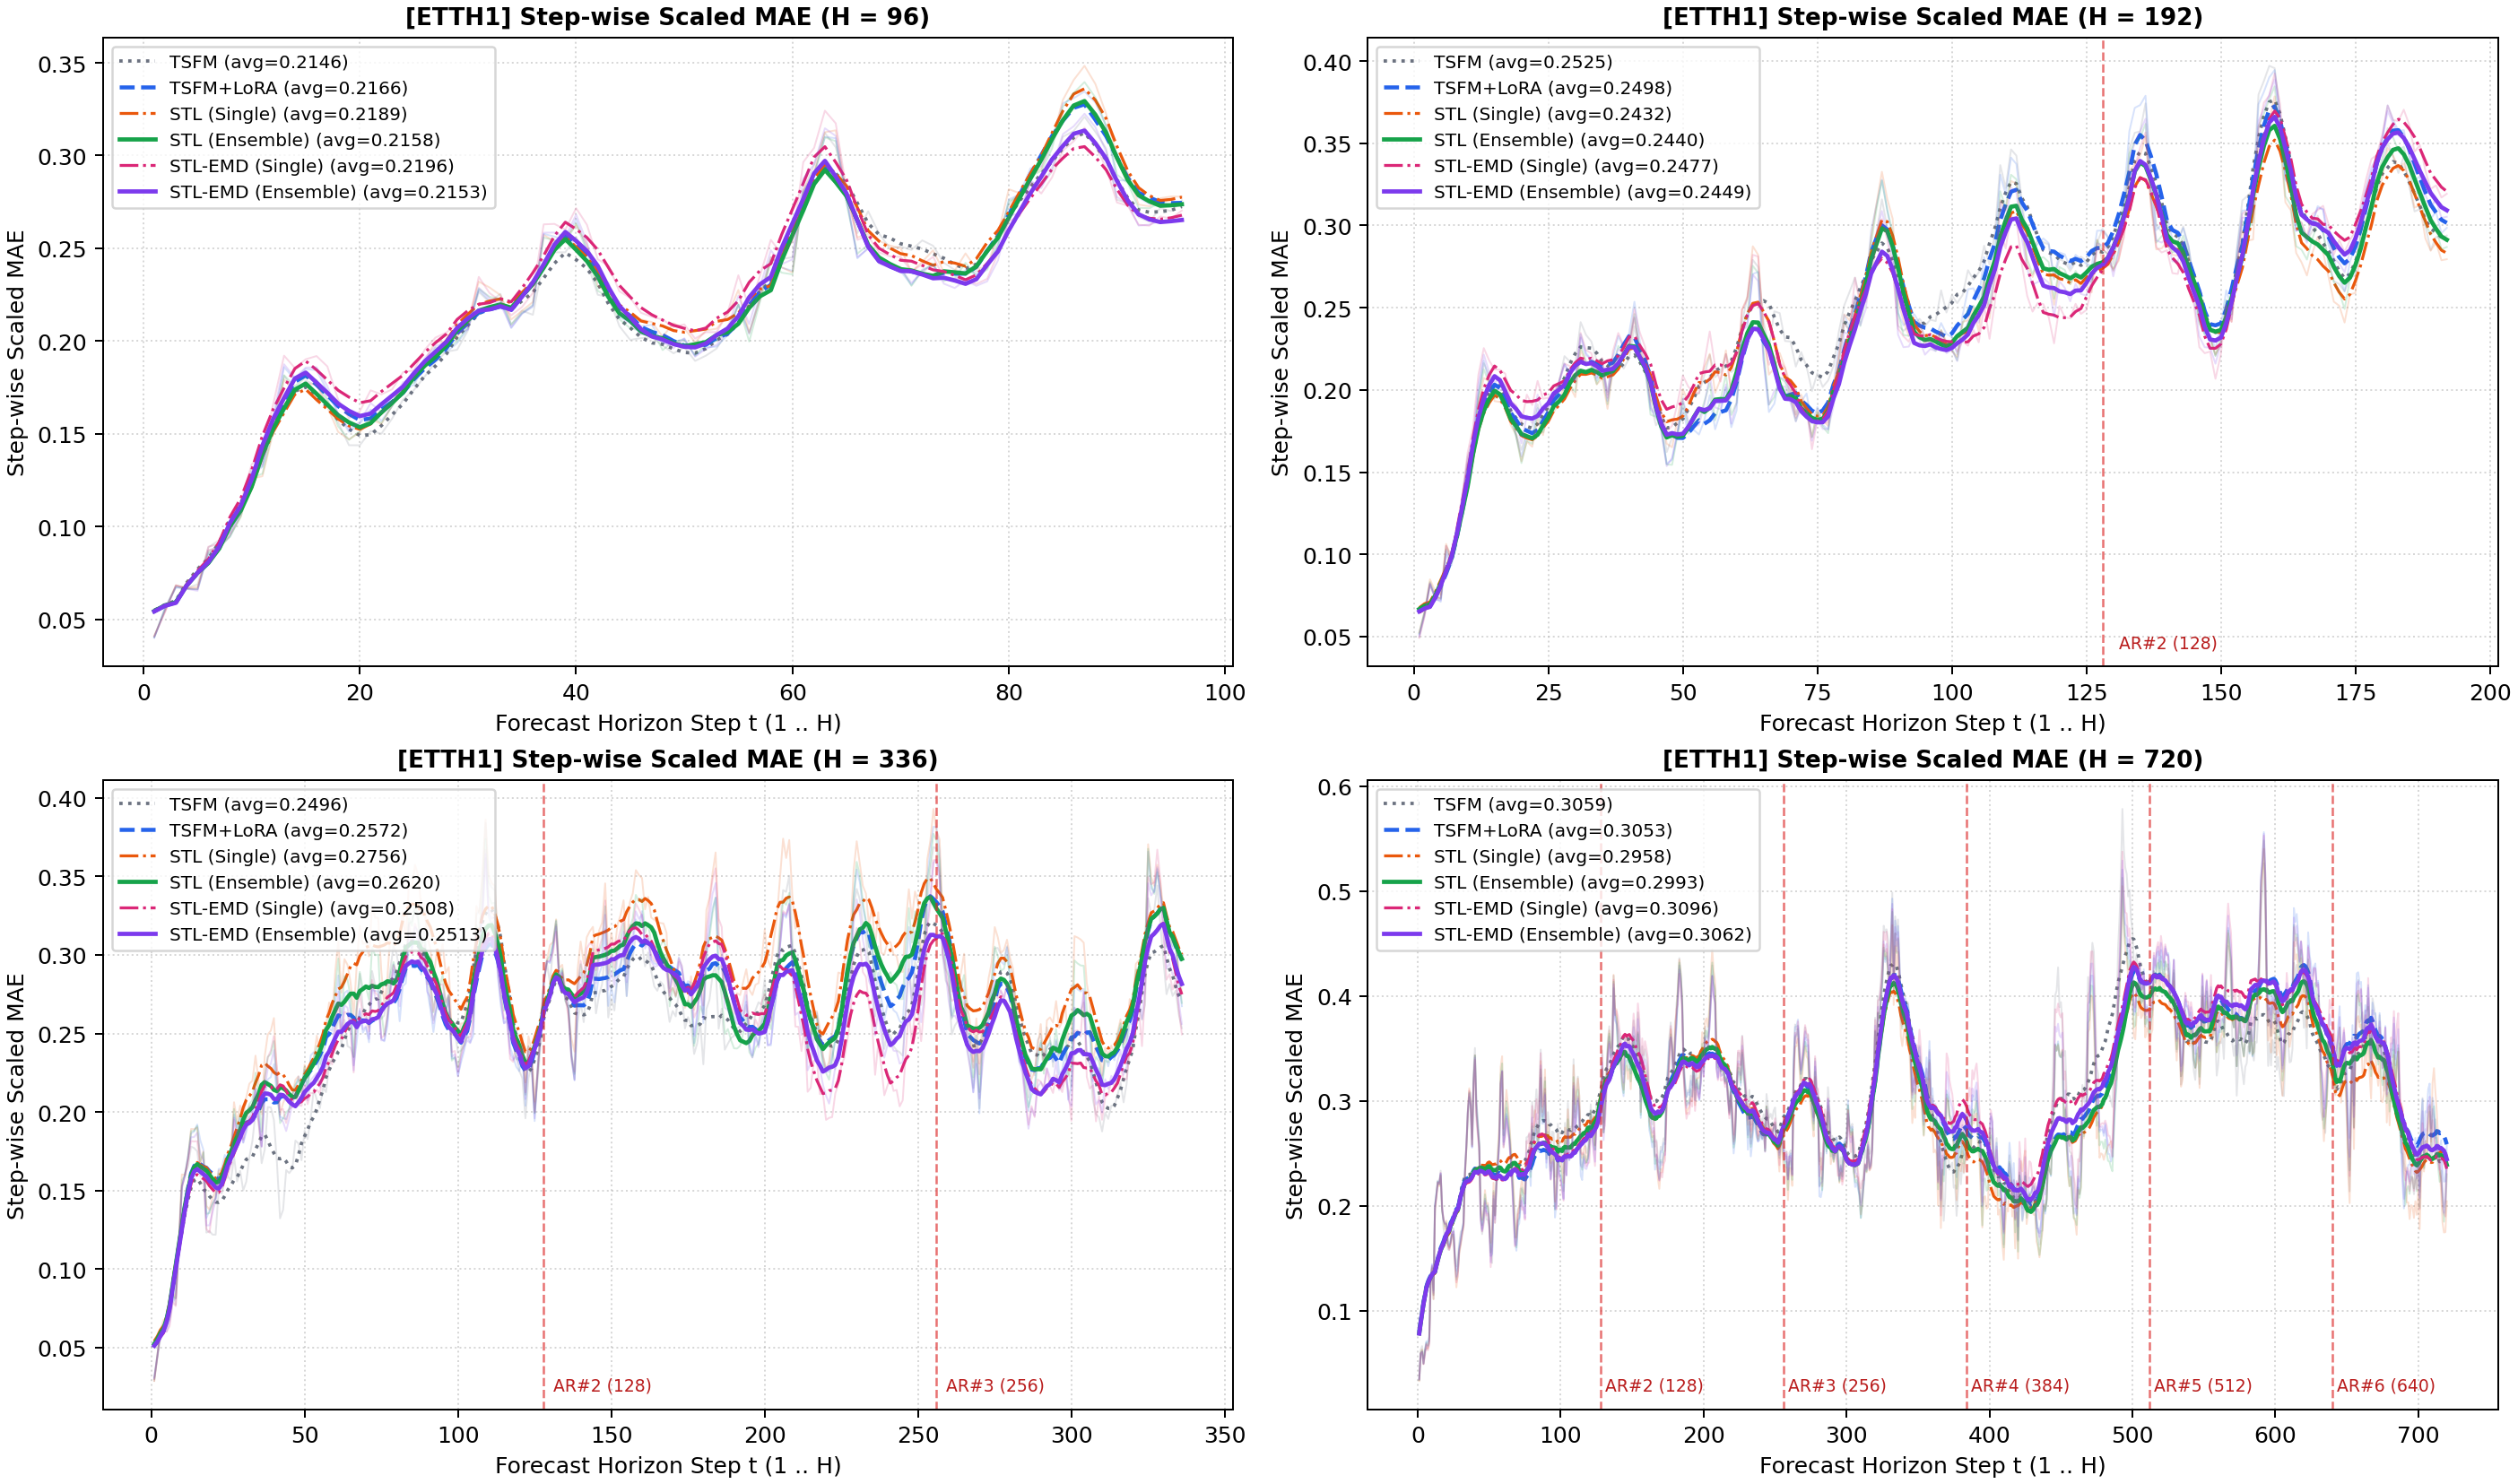 [ETTH1] Step-wise Scaled MAE (H = 96)
TSFM (avg=0.2146)
TSFM+LoRA (avg=0.2166)
STL (Single) (avg=0.2189)
STL (Ensemble) (avg=0.2158)
STL-EMD (Single) (avg=0.2196)
STL-EMD (Ensemble) (avg=0.2153)
Step-wise Scaled MAE
0.35
0.30
0.25
0.20
0.15
0.10
0.05
0 20 40 60 80 100
Forecast Horizon Step t (1 .. H)
[ETTH1] Step-wise Scaled MAE (H = 192)
TSFM (avg=0.2525)
TSFM+LoRA (avg=0.2498)
STL (Single) (avg=0.2432)
STL (Ensemble) (avg=0.2440)
STL-EMD (Single) (avg=0.2477)
STL-EMD (Ensemble) (avg=0.2449)
Step-wise Scaled MAE
0.40
0.35
0.30
0.25
0.20
0.15
0.10
0.05
AR#2 (128)
0 25 50 75 100 125 150 175 200
Forecast Horizon Step t (1 .. H)
[ETTH1] Step-wise Scaled MAE (H = 336)
TSFM (avg=0.2496)
TSFM+LoRA (avg=0.2572)
STL (Single) (avg=0.2756)
STL (Ensemble) (avg=0.2620)
STL-EMD (Single) (avg=0.2508)
STL-EMD (Ensemble) (avg=0.2513)
Step-wise Scaled MAE
0.40
0.35
0.30
0.25
0.20
0.15
0.10
0.05
AR#2 (128) AR#3 (256)
0 50 100 150 200 250 300 350
Forecast Horizon Step t (1 .. H)
[ETTH1] Step-wise Scaled MAE (H = 720)
TSFM (avg=0.3059)
TSFM+LoRA (avg=0.3053)
STL (Single) (avg=0.2958)
STL (Ensemble) (avg=0.2993)
STL-EMD (Single) (avg=0.3096)
STL-EMD (Ensemble) (avg=0.3062)
Step-wise Scaled MAE
0.6
0.5
0.4
0.3
0.2
0.1
AR#2 (128) AR#3 (256) AR#4 (384) AR#5 (512) AR#6 (640)
0 100 200 300 400 500 600 700
Forecast Horizon Step t (1 .. H)